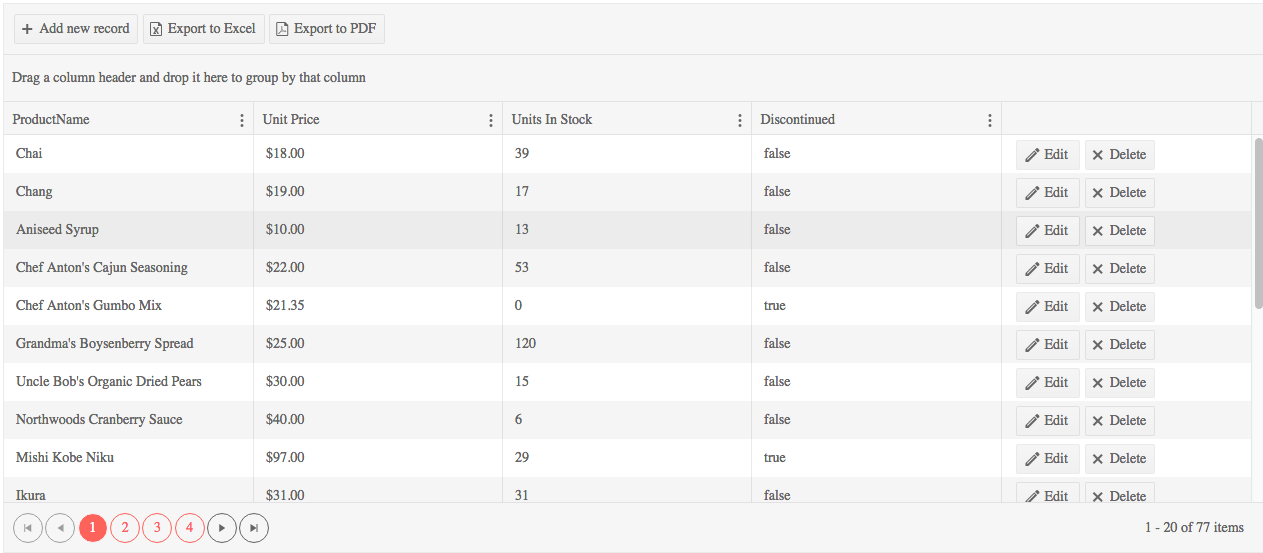 Add new record Export to Excel Export to PDF
Drag a column header and drop it here to group by that column
ProductName Unit Price Units In Stock Discontinued
Chai $18.00 39 false Edit Delete
Chang $19.00 17 false Edit Delete
Aniseed Syrup $10.00 13 false Edit Delete
Chef Anton's Cajun Seasoning $22.00 53 false Edit Delete
Chef Anton's Gumbo Mix $21.35 0 true Edit Delete
Grandma's Boysenberry Spread $25.00 120 false Edit Delete
Uncle Bob's Organic Dried Pears $30.00 15 false Edit Delete
Northwoods Cranberry Sauce $40.00 6 false Edit Delete
Mishi Kobe Niku $97.00 29 true Edit Delete
Ikura $31.00 31 false Edit Delete
1 2 3 4 1 - 20 of 77 items